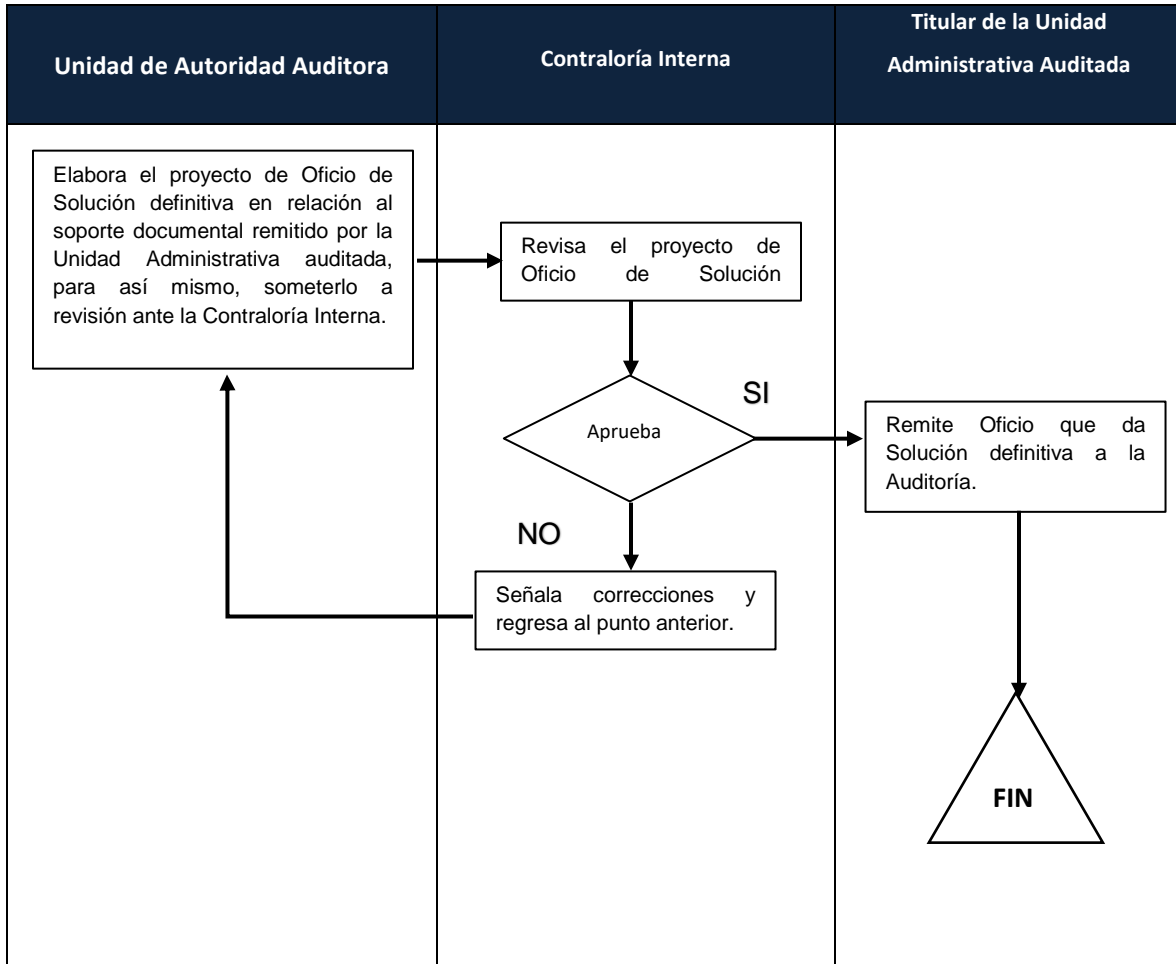 Unidad de Autoridad Auditora
Contraloría Interna
Titular de la Unidad
Administrativa Auditada
Elabora el proyecto de Oficio de
Solución definitiva en relación al
soporte documental remitido por la
Unidad Administrativa auditada,
para así mismo, someterlo a
revisión ante la Contraloría Interna.
Revisa el proyecto de
Oficio de Solución
Aprueba
SI
NO
Remite Oficio que da
Solución definitiva a la
Auditoría.
Señala correcciones y
regresa al punto anterior.
FIN